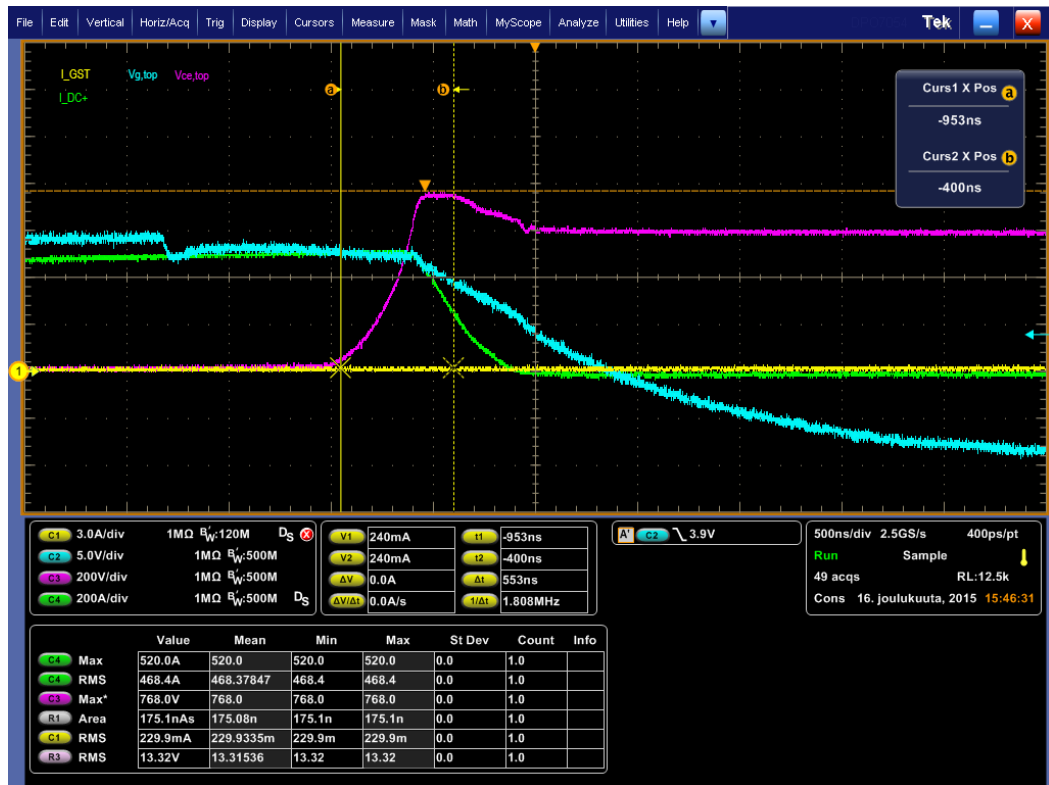 File Edit Vertical Horiz/Acq Trig Display Cursors Measure Mask Math MyScope Analyze Utilities Help Tek X
I_GST Vg,top Vce,top
I_DC+
a b
Curs1 X Pos a
-953ns
Curs2 X Pos b
-400ns
1
C1 3.0A/div 1MΩ BW:120M DS X
C2 5.0V/div 1MΩ BW:500M
C3 200V/div 1MΩ BW:500M
C4 200A/div 1MΩ BW:500M DS
V1 240mA t1 -953ns
V2 240mA t2 -400ns
ΔV 0.0A Δt 553ns
ΔV/Δt 0.0A/s 1/Δt 1.808MHz
A' C2 3.9V
500ns/div 2.5GS/s 400ps/pt
Run Sample
49 acqs RL:12.5k
Cons 16. joulukuuta, 2015 15:46:31
Value Mean Min Max St Dev Count Info
C4 Max 520.0A 520.0 520.0 520.0 0.0 1.0
C4 RMS 468.4A 468.37847 468.4 468.4 0.0 1.0
C3 Max* 768.0V 768.0 768.0 768.0 0.0 1.0
R1 Area 175.1nAs 175.08n 175.1n 175.1n 0.0 1.0
C1 RMS 229.9mA 229.9335m 229.9m 229.9m 0.0 1.0
R3 RMS 13.32V 13.31536 13.32 13.32 0.0 1.0